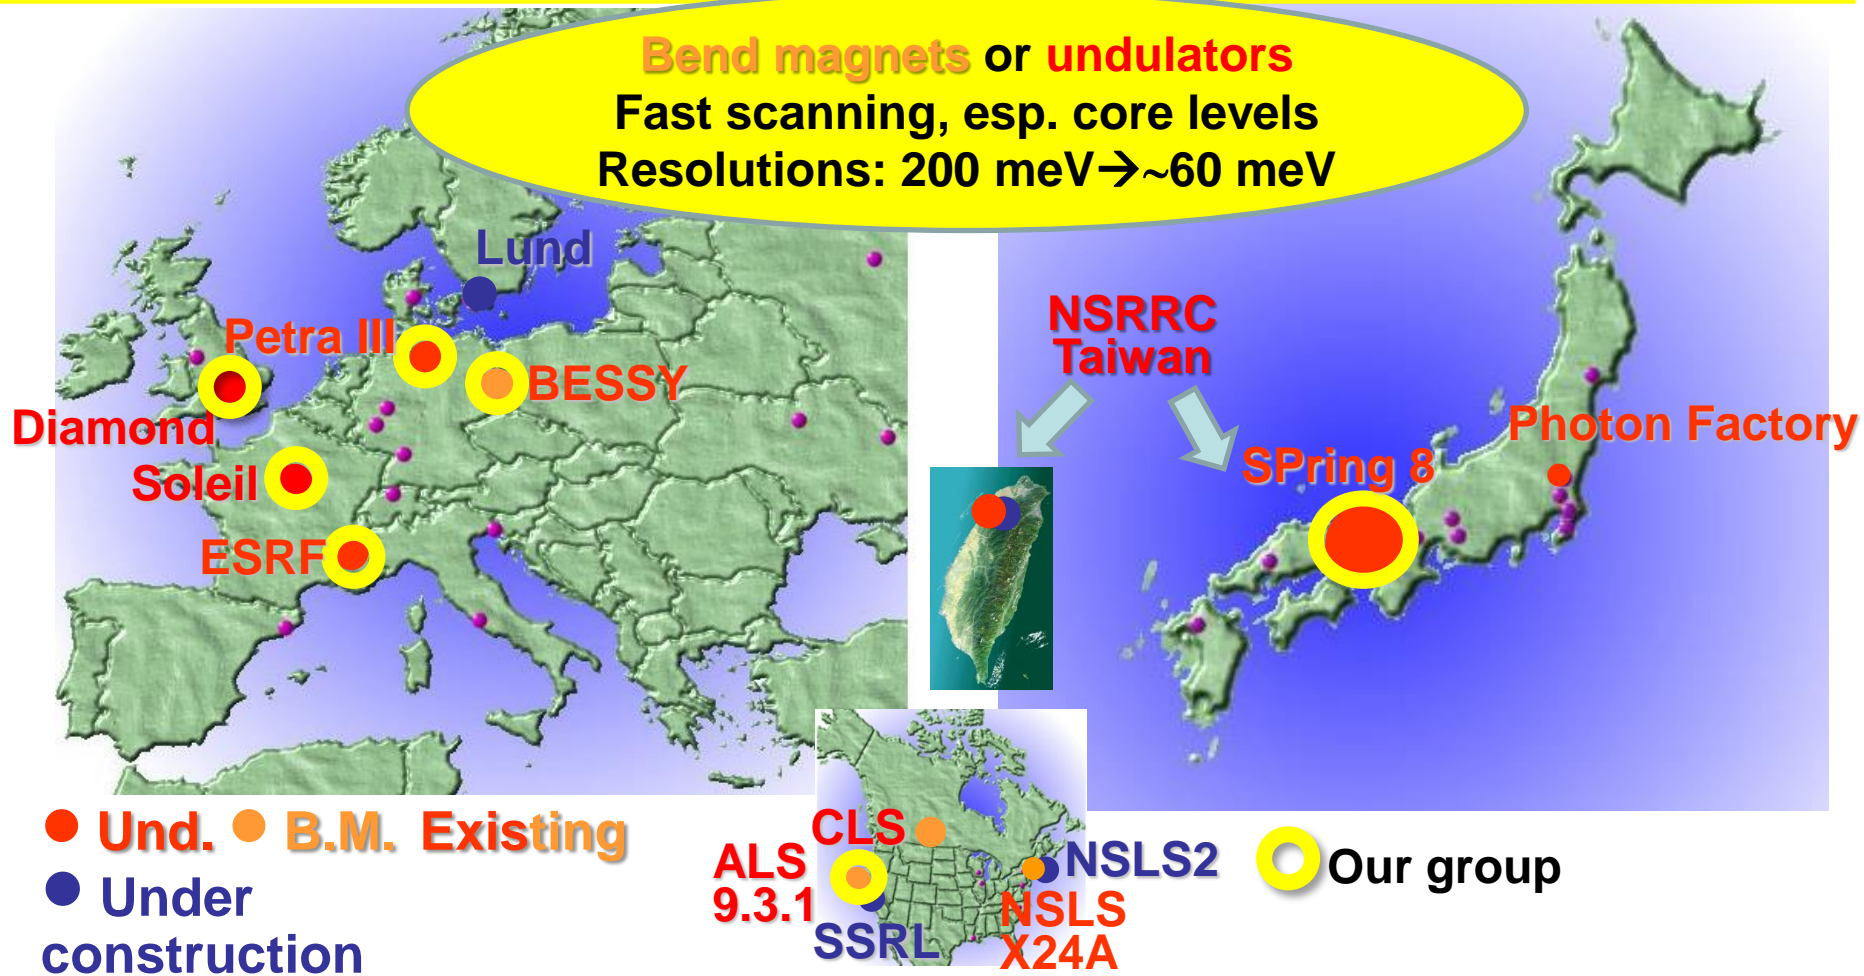 Bend magnets or undulators
Fast scanning, esp. core levels
Resolutions: 200 meV→~60 meV
Lund
Petra III
BESSY
Diamond
Soleil
ESRF
NSRRC
Taiwan
SPring 8
Photon Factory
Und. B.M. Existing
Under
construction
CLS
ALS
9.3.1
SSRL
NSLS2
NSLS
X24A
Our group